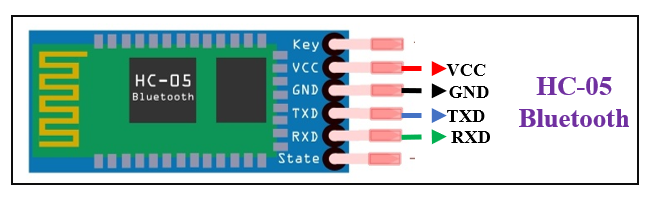 Key
VCC
GND
TXD
RXD
State
HC-05
Bluetooth
VCC
GND
TXD
RXD
HC-05
Bluetooth